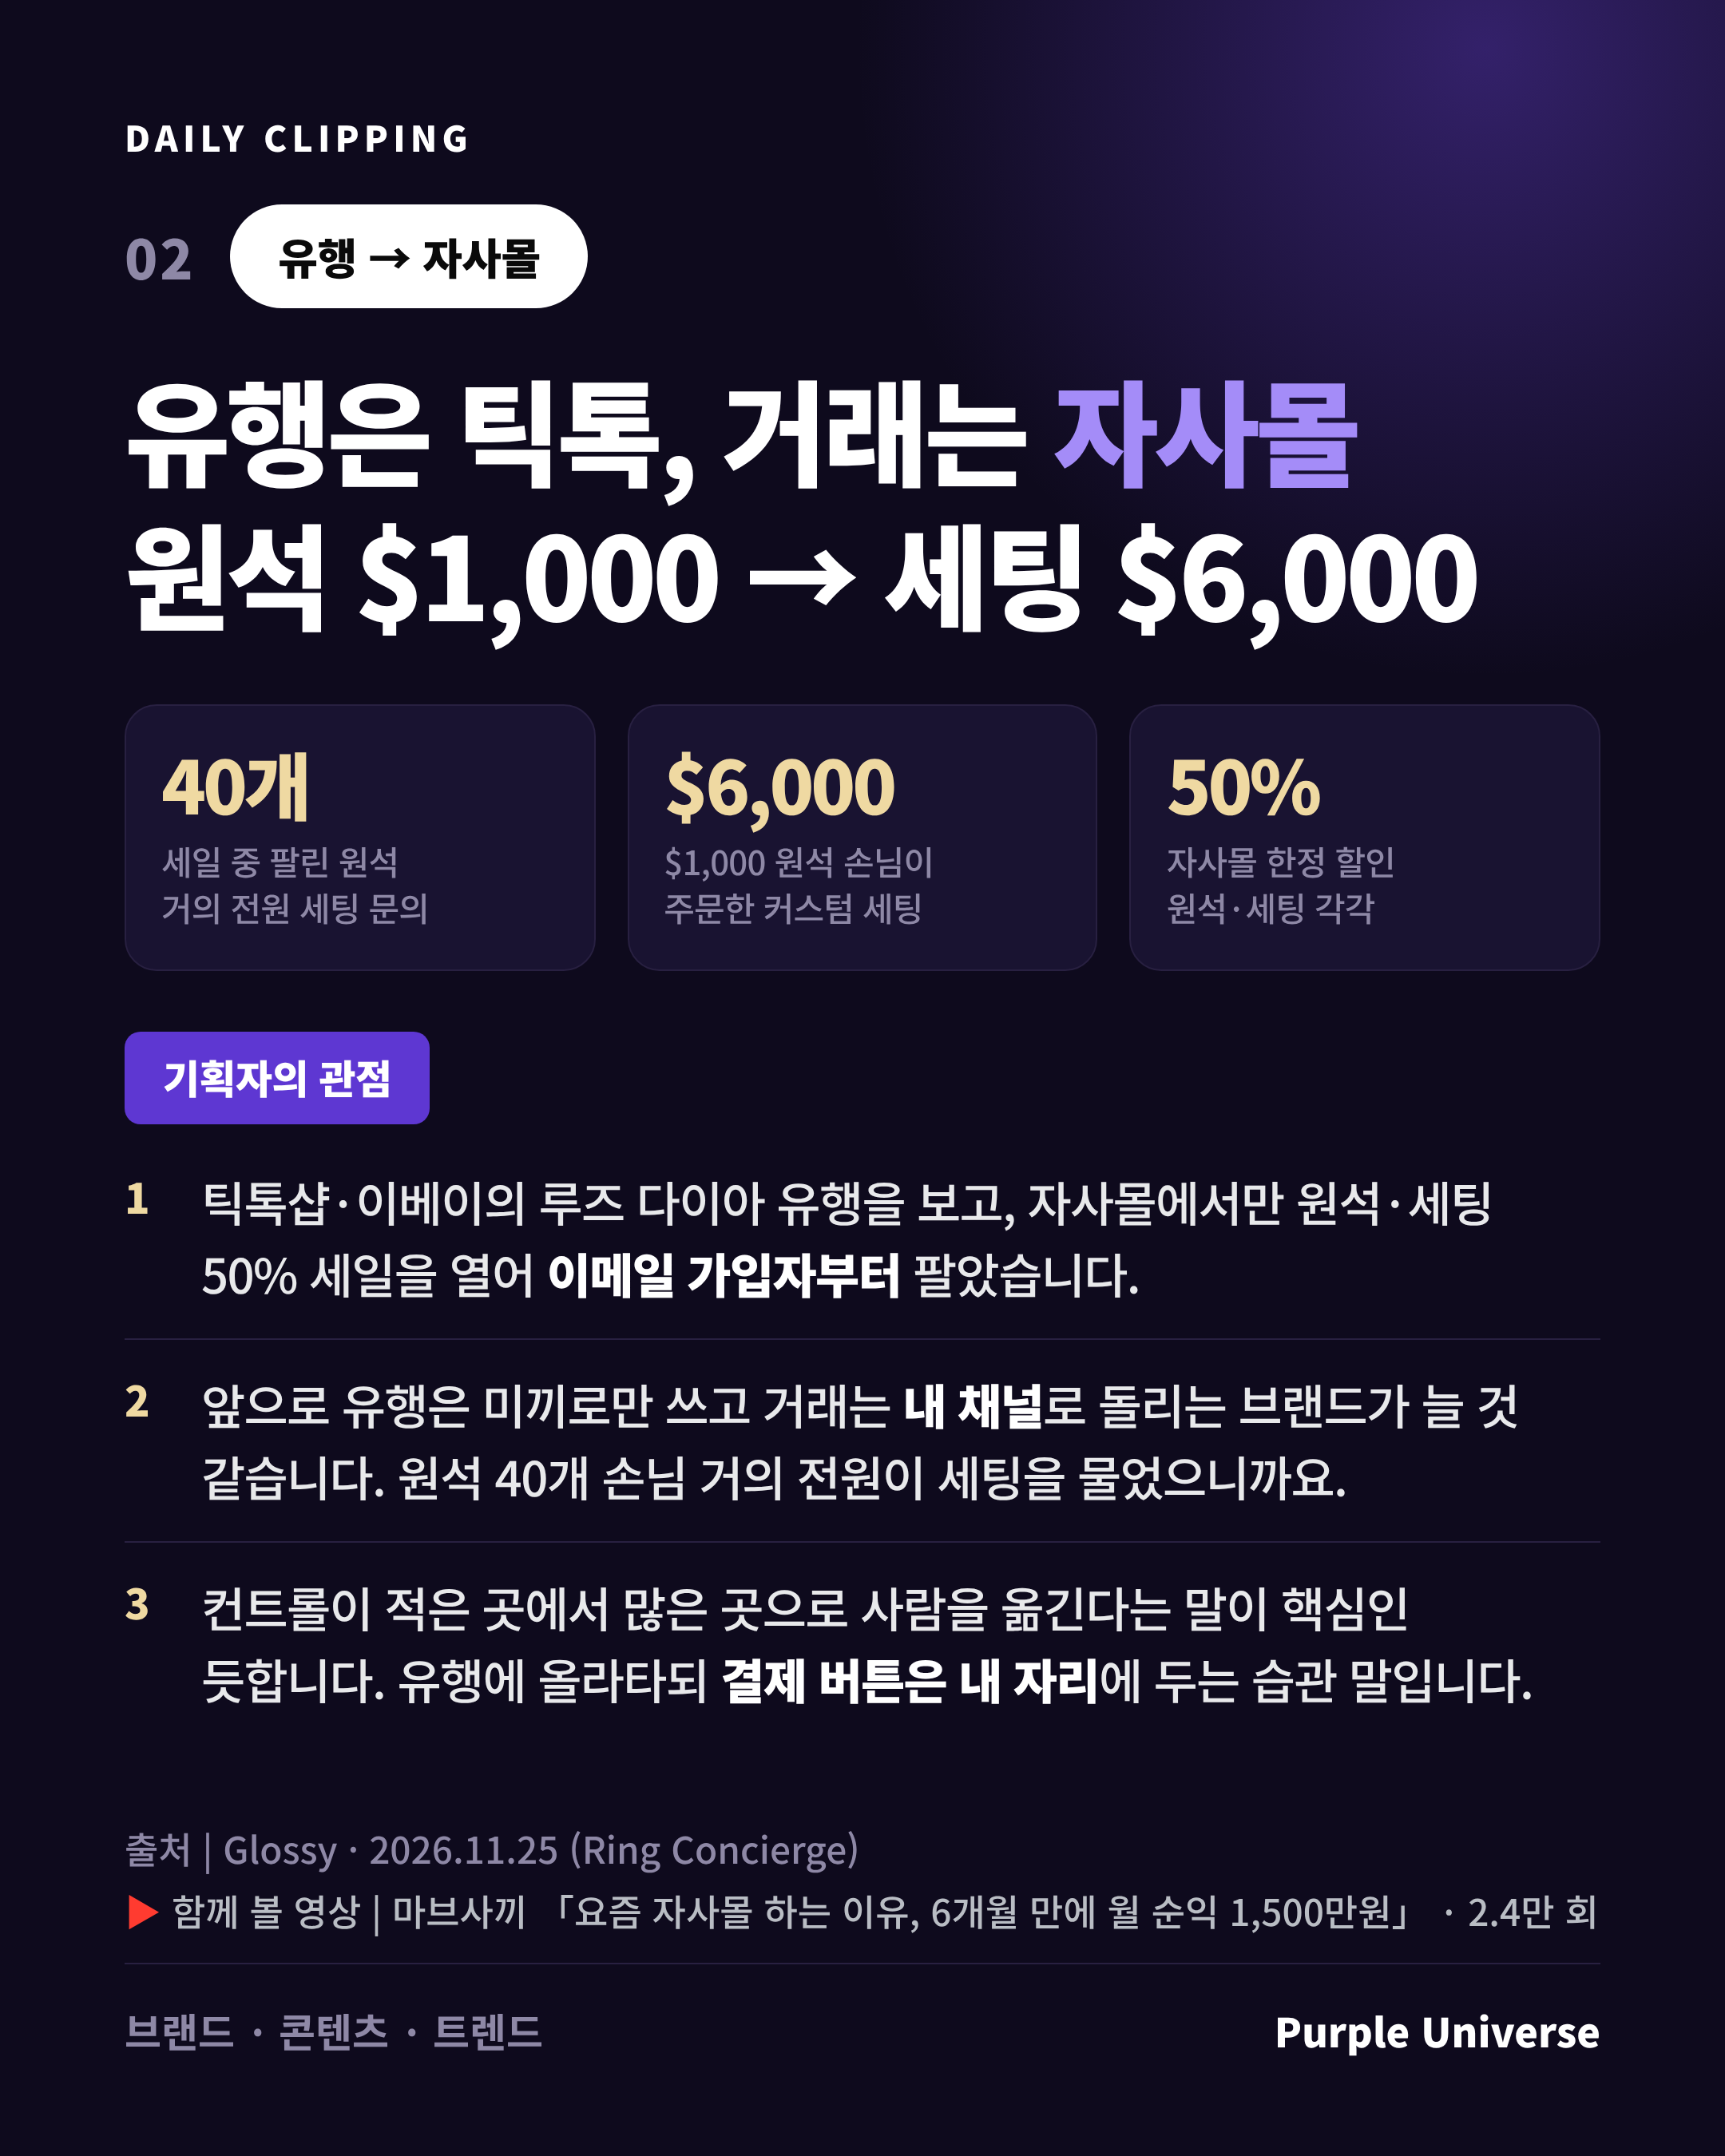 DAILY CLIPPING
02 유행 → 자사몰
유행은 틱톡, 거래는 자사몰
원석 $1,000 → 세팅 $6,000
40개
세일 중 팔린 원석
거의 전원 세팅 문의
$6,000
$1,000 원석 손님이
주문한 커스텀 세팅
50%
자사몰 한정 할인
원석·세팅 각각
기획자의 관점
1 틱톡샵·이베이의 루즈 다이아 유행을 보고, 자사몰에서만 원석·세팅
50% 세일을 열어 이메일 가입자부터 팔았습니다.
2 앞으로 유행은 미끼로만 쓰고 거래는 내 채널로 돌리는 브랜드가 늘 것
같습니다. 원석 40개 손님 거의 전원이 세팅을 물었으니까요.
3 컨트롤이 적은 곳에서 많은 곳으로 사람을 옮긴다는 말이 핵심인
듯합니다. 유행에 올라타되 결제 버튼은 내 자리에 두는 습관 말입니다.
출처 | Glossy · 2026.11.25 (Ring Concierge)
▶ 함께 볼 영상 | 마브사끼 「요즘 자사몰 하는 이유, 6개월 만에 월 순익 1,500만원」 · 2.4만 회
브랜드 · 콘텐츠 · 트렌드
Purple Universe